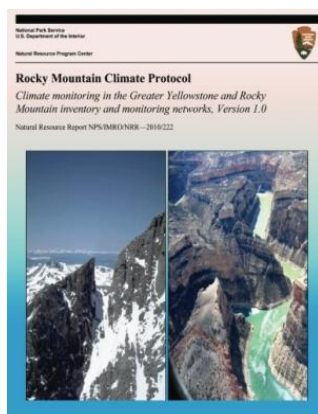 National Park Service
U.S. Department of the Interior
Natural Resource Program Center
Rocky Mountain Climate Protocol
Climate monitoring in the Greater Yellowstone and Rocky
Mountain inventory and monitoring networks, Version 1.0
Natural Resource Report NPS/IMRO/NRR—2010/222